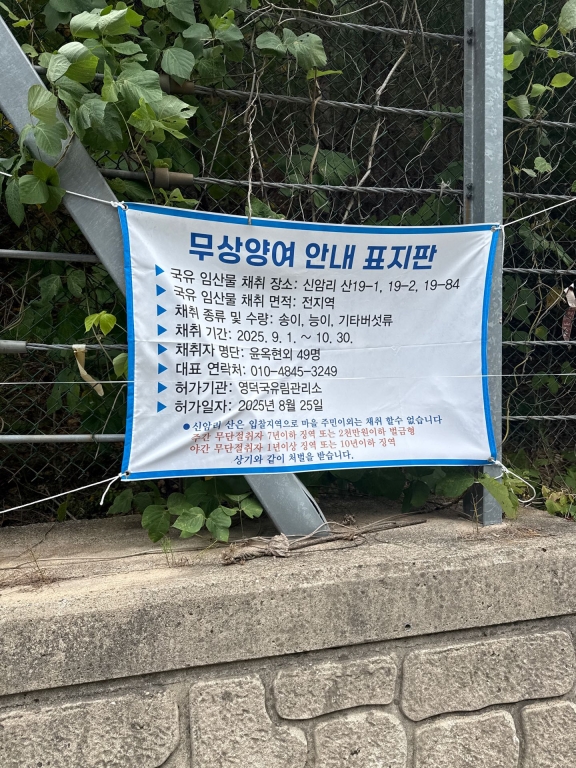 무상양여 안내 표지판
▶ 국유 임산물 채취 장소: 신암리 산19-1, 19-2, 19-84
▶ 국유 임산물 채취 면적: 전지역
▶ 채취 종류 및 수량: 송이, 능이, 기타버섯류
▶ 채취 기간: 2025. 9. 1. ~ 10. 30.
▶ 채취자 명단: 윤옥현외 49명
▶ 대표 연락처: 010-4845-3249
▶ 허가기관: 영덕국유림관리소
▶ 허가일자: 2025년 8월 25일
● 신암리 산은 입찰지역으로 마을 주민이외는 채취 할수 없습니다
주간 무단절취자 7년이하 징역 또는 2천만원이하 벌금형
야간 무단절취자 1년이상 징역 또는 10년이하 징역
상기와 같이 처벌을 받습니다.